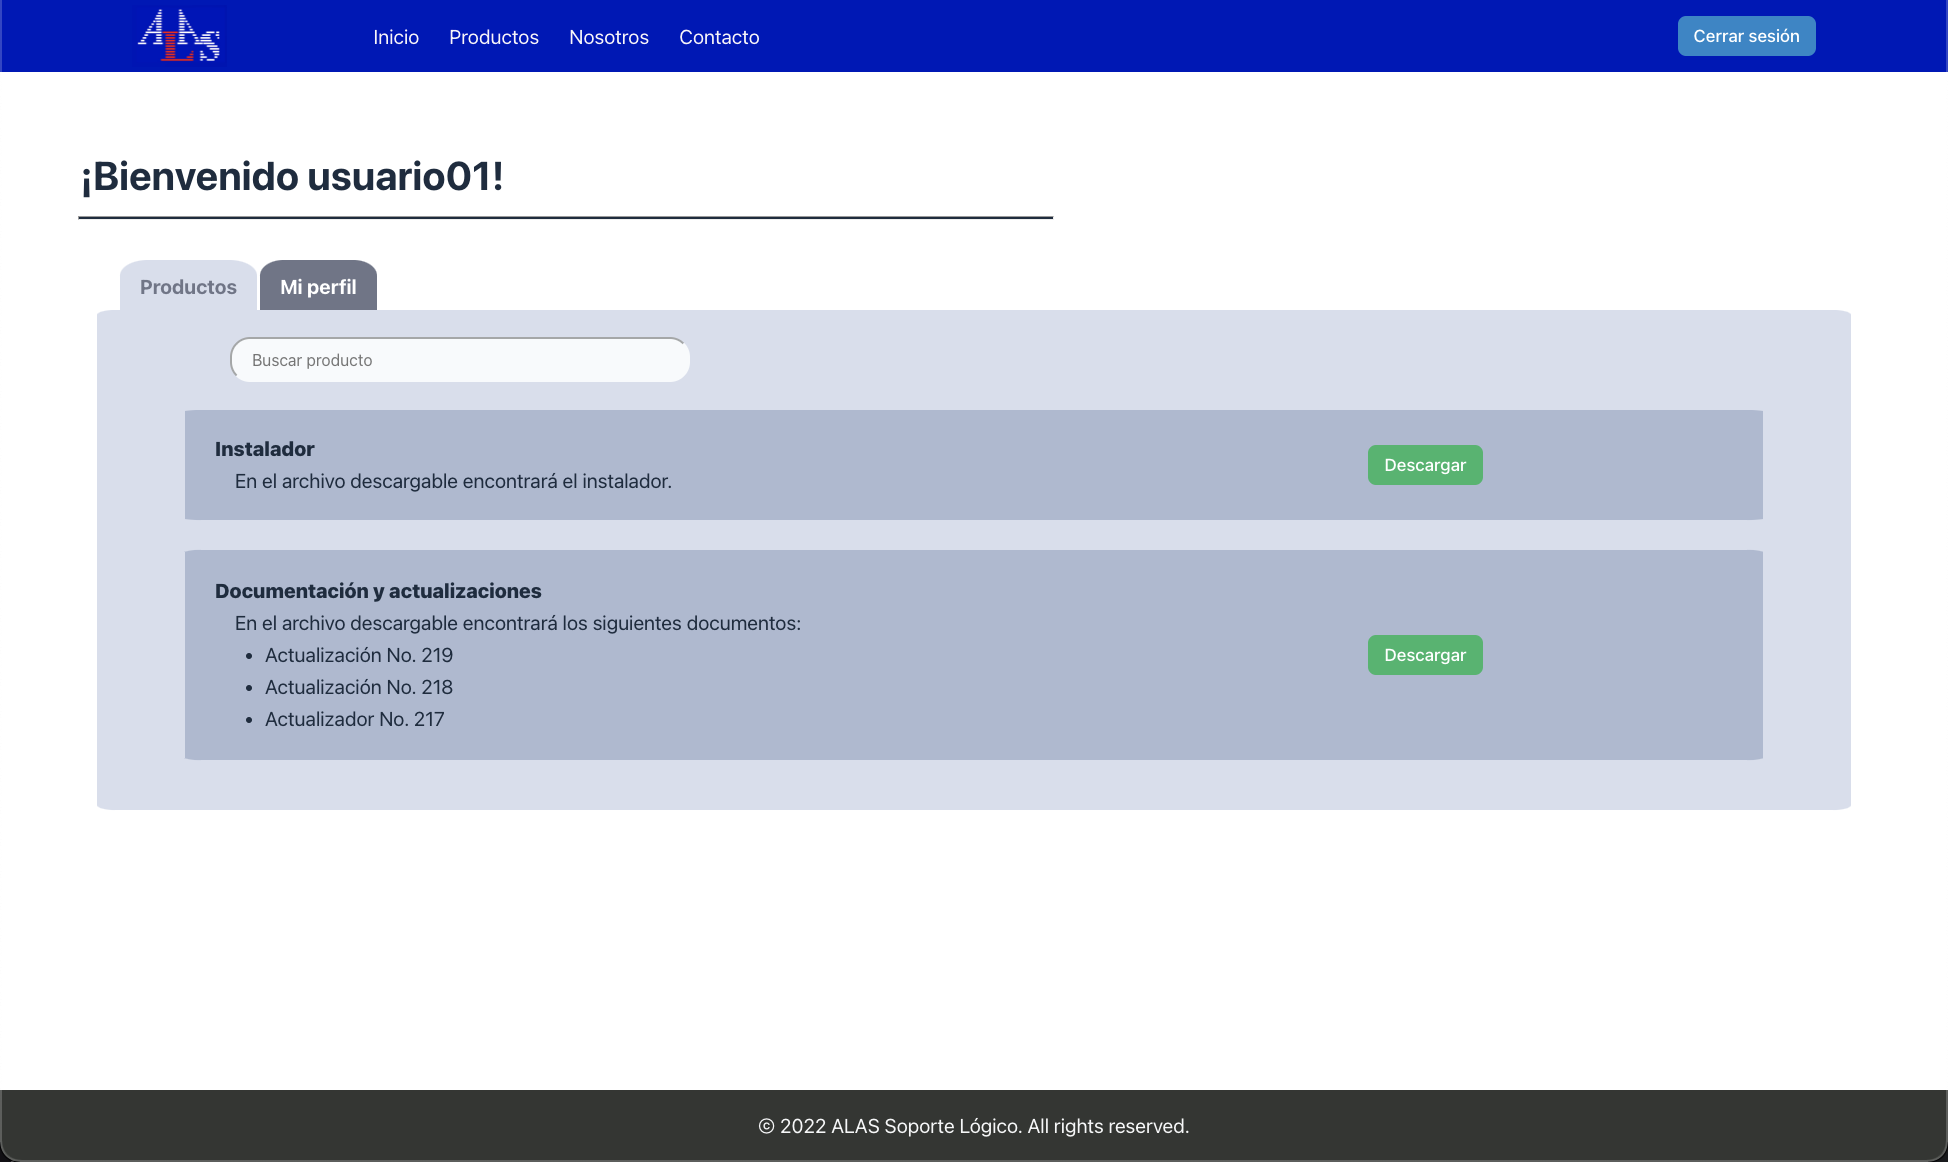 ALAS
Inicio Productos Nosotros Contacto Cerrar sesión
¡Bienvenido usuario01!
Productos Mi perfil
Buscar producto
Instalador
En el archivo descargable encontrará el instalador.
Descargar
Documentación y actualizaciones
En el archivo descargable encontrará los siguientes documentos:
• Actualización No. 219
• Actualización No. 218
• Actualizador No. 217
Descargar
© 2022 ALAS Soporte Lógico. All rights reserved.